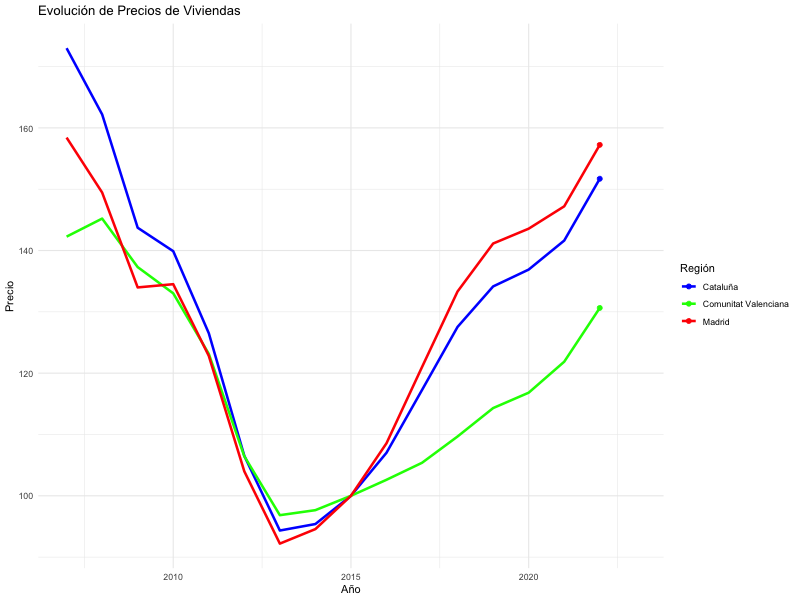 Evolución de Precios de Viviendas
Precio
160
140
120
100
2010
2015
2020
Año
Región
Cataluña
Comunitat Valenciana
Madrid